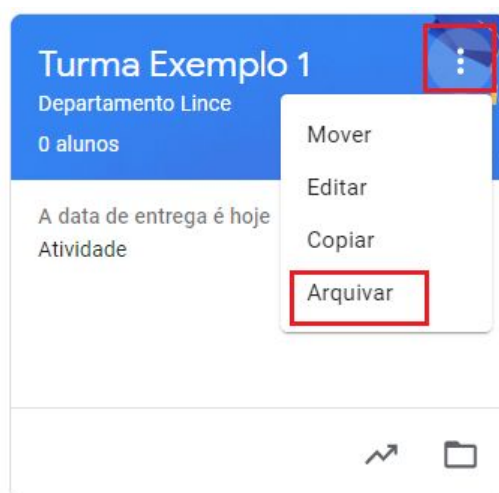 Turma Exemplo 1
Departamento Lince
0 alunos
Mover
Editar
Copiar
Arquivar
A data de entrega é hoje
Atividade